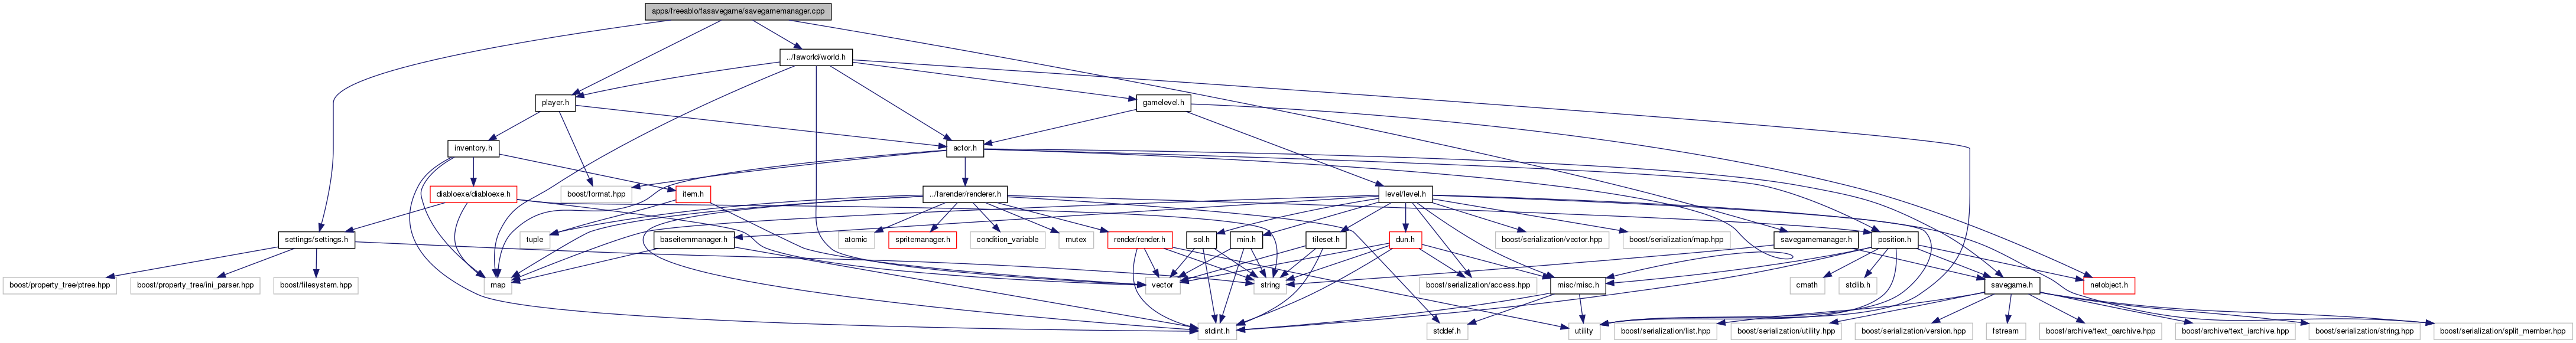 apps/freeablo/fasavegame/savegamemanager.cpp
../faworld/world.h
player.h
gamelevel.h
inventory.h
actor.h
diabloexe/diabloexe.h
boost/format.hpp
item.h
../farender/renderer.h
level/level.h
settings/settings.h
tuple
baseitemmanager.h
atomic
spritemanager.h
condition_variable
mutex
render/render.h
sol.h
min.h
tileset.h
dun.h
boost/serialization/vector.hpp
boost/serialization/map.hpp
savegamemanager.h
position.h
boost/property_tree/ptree.hpp
boost/property_tree/ini_parser.hpp
boost/filesystem.hpp
map
vector
string
boost/serialization/access.hpp
misc/misc.h
cmath
stdlib.h
savegame.h
netobject.h
stdint.h
stddef.h
utility
boost/serialization/list.hpp
boost/serialization/utility.hpp
boost/serialization/version.hpp
fstream
boost/archive/text_oarchive.hpp
boost/archive/text_iarchive.hpp
boost/serialization/string.hpp
boost/serialization/split_member.hpp